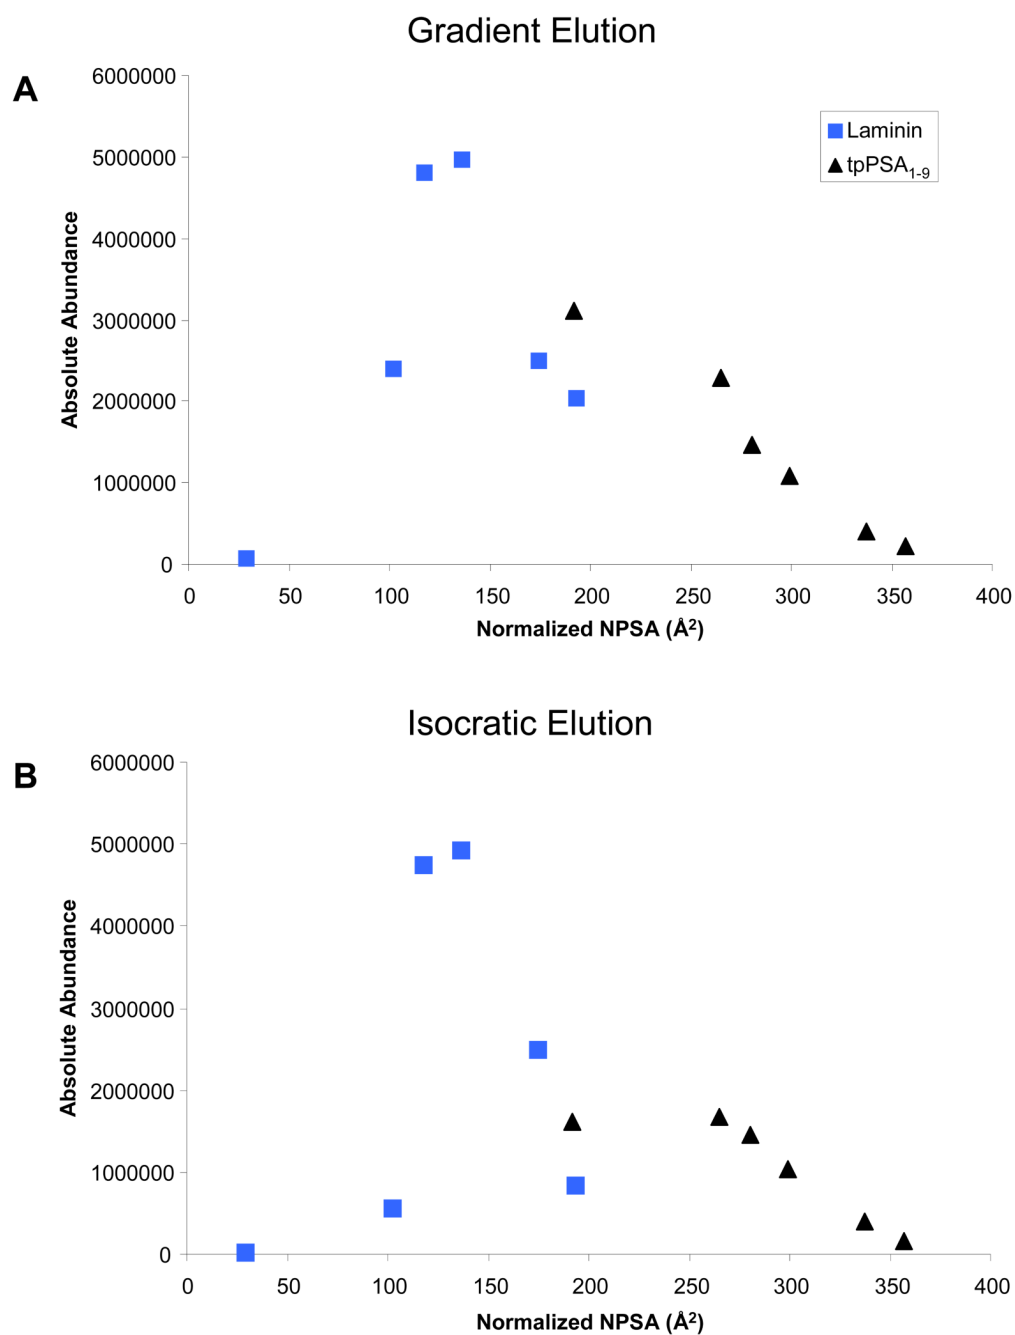 Gradient Elution
A
6000000
5000000
4000000
3000000
2000000
1000000
0
Absolute Abundance
Laminin
tpPSA1-9
0 50 100 150 200 250 300 350 400
Normalized NPSA (Å2)
Isocratic Elution
B
6000000
5000000
4000000
3000000
2000000
1000000
0
Absolute Abundance
0 50 100 150 200 250 300 350 400
Normalized NPSA (Å2)